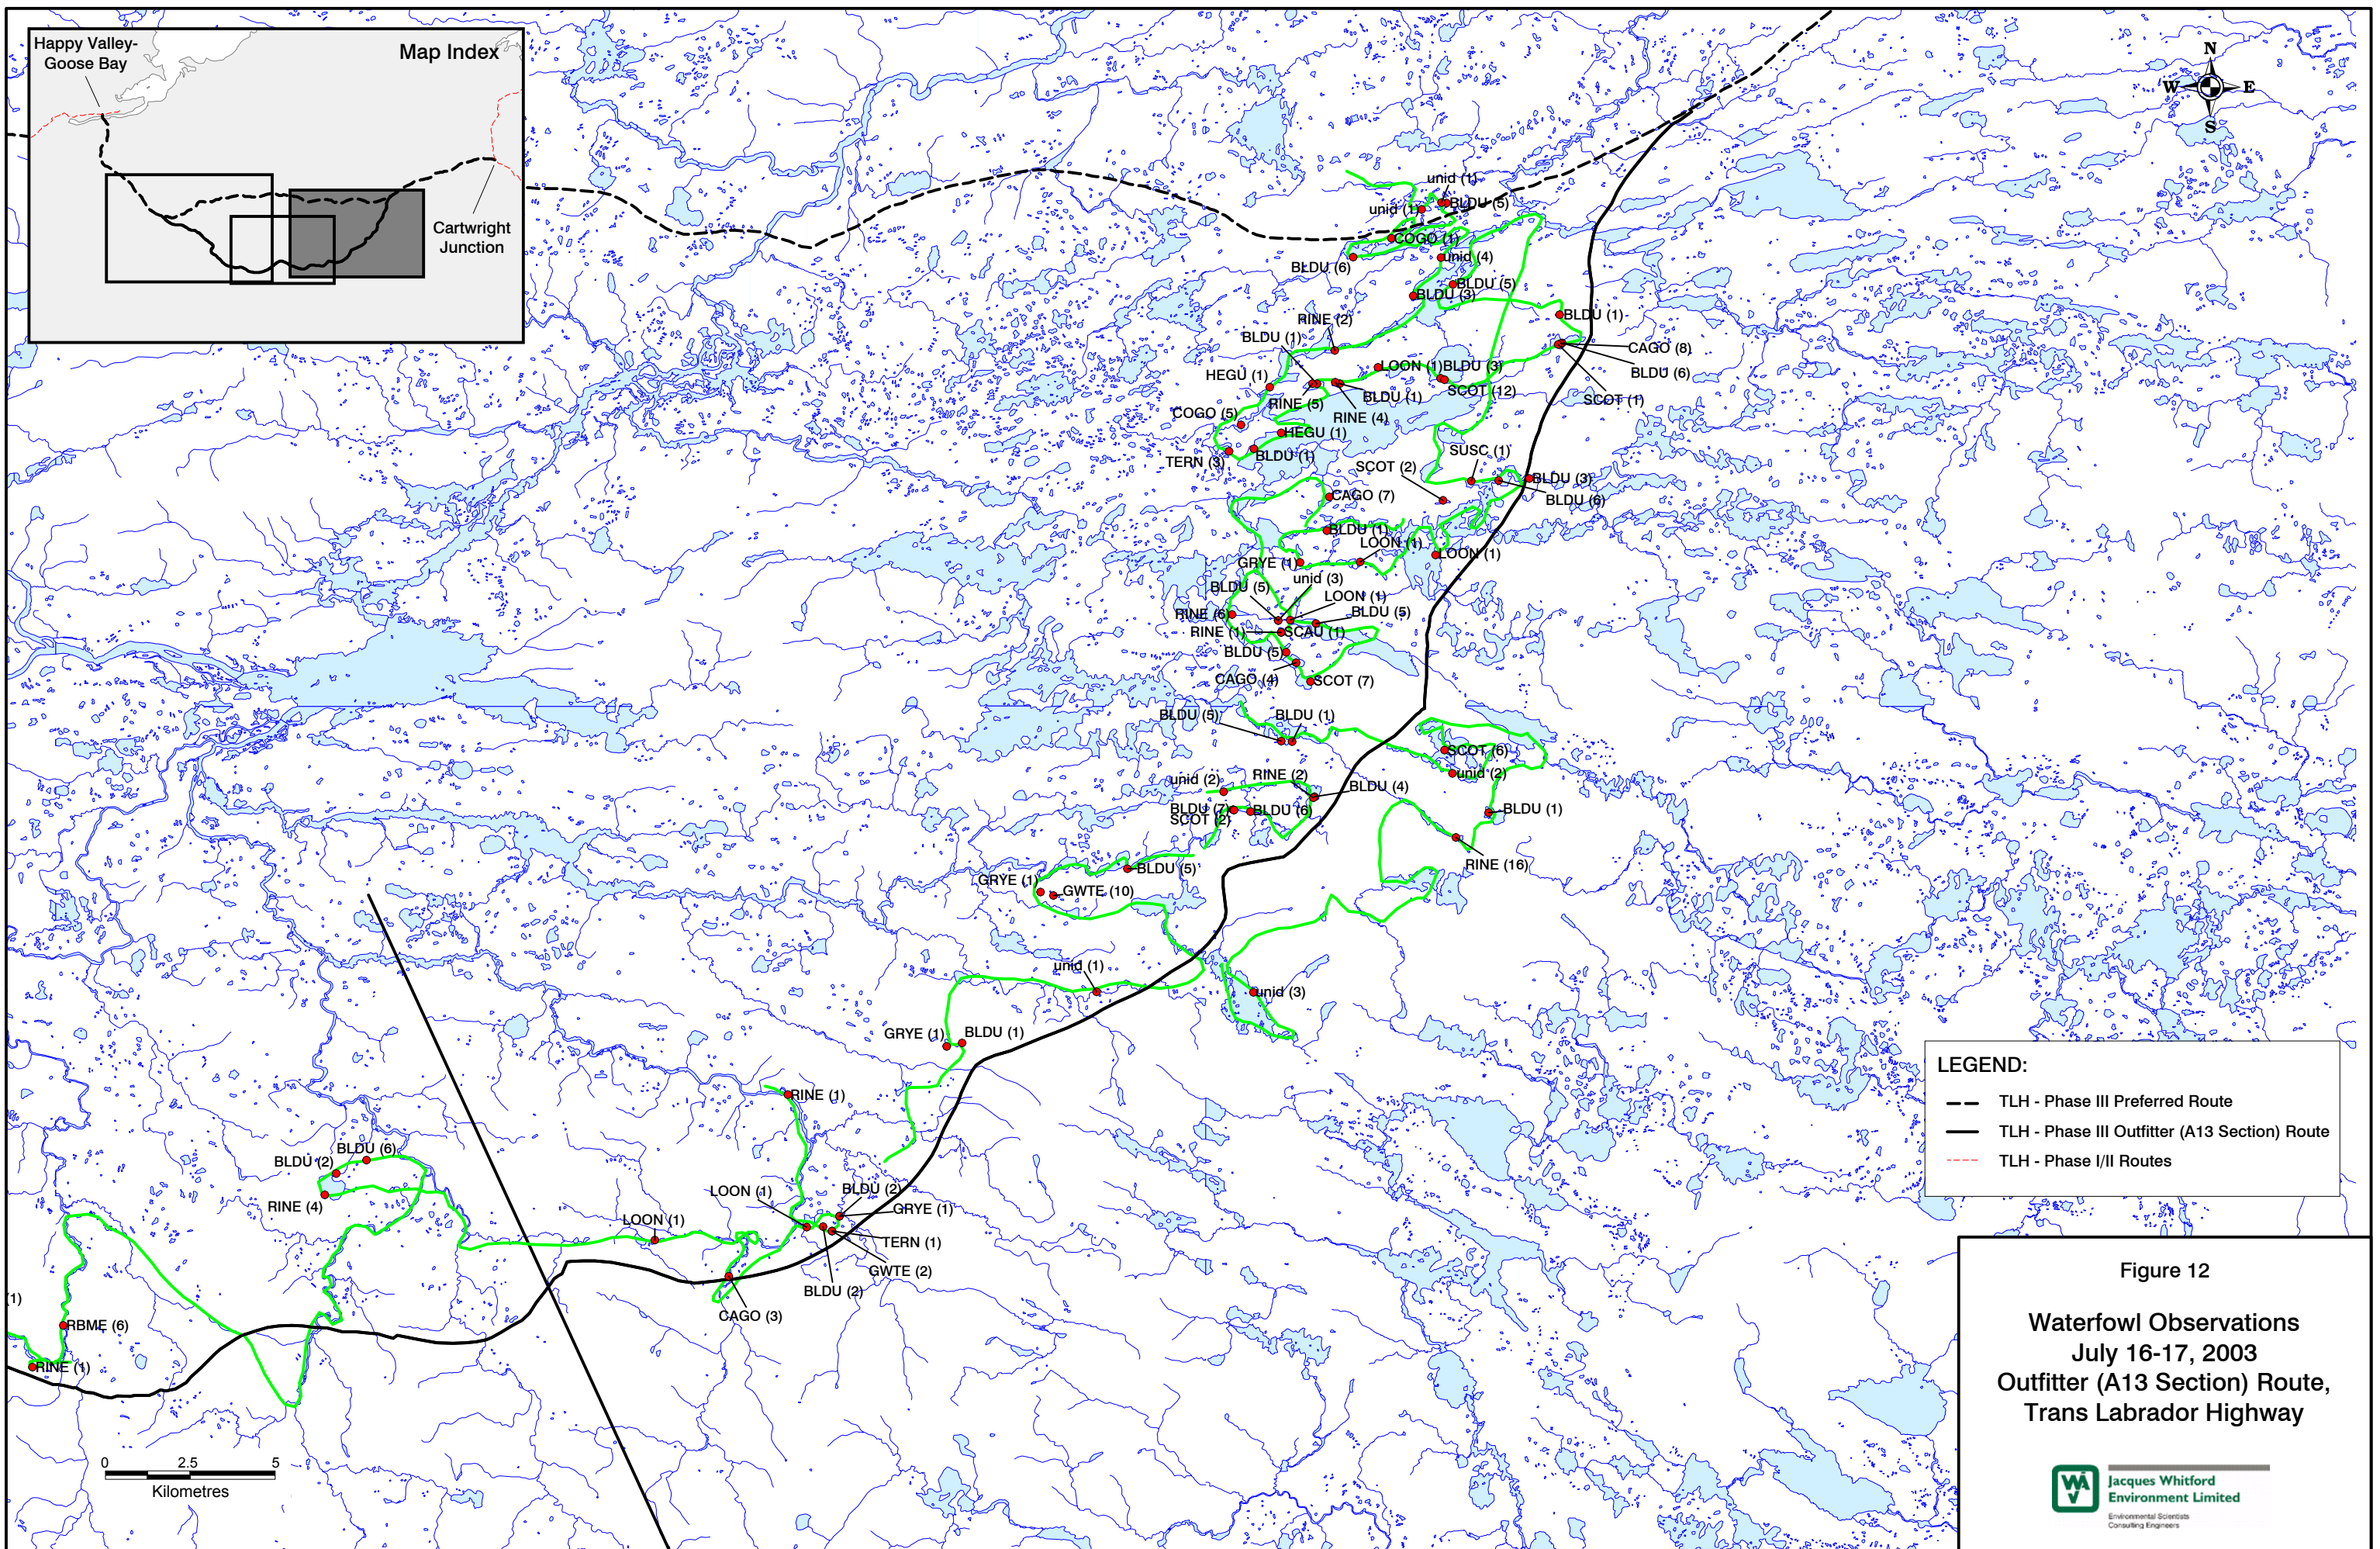 Happy Valley-
Goose Bay
Map Index
Cartwright
Junction
N
W
E
S
unid (1)
BLDU (5)
unid (1)
COGO (1)
BLDU (6)
unid (4)
BLDU (5)
BLDU (3)
RINE (2)
BLDU (1)
BLDU (1)
CAGO (8)
BLDU (6)
SCOT (1)
LOON (1)
BLDU (3)
SCOT (12)
HEGU (1)
RINE (5)
BLDU (1)
RINE (4)
COGO (5)
HEGU (1)
TERN (3)
BLDU (1)
SUSC (1)
SCOT (2)
BLDU (3)
BLDU (6)
CAGO (7)
BLDU (1)
LOON (1)
LOON (1)
GRYE (1)
unid (3)
BLDU (5)
LOON (1)
BLDU (5)
RINE (6)
RINE (1)
SCAU (1)
BLDU (5)
CAGO (4)
SCOT (7)
BLDU (5)
BLDU (1)
SCOT (6)
unid (2)
unid (2)
RINE (2)
BLDU (4)
BLDU (7)
SCOT (2)
BLDU (6)
BLDU (1)
RINE (16)
BLDU (5)
GRYE (1)
GWTE (10)
unid (1)
unid (3)
GRYE (1)
BLDU (1)
RINE (1)
BLDU (6)
BLDU (2)
RINE (4)
LOON (1)
BLDU (2)
GRYE (1)
LOON (1)
TERN (1)
GWTE (2)
BLDU (2)
CAGO (3)
(1)
RBME (6)
RINE (1)
LEGEND:
TLH - Phase III Preferred Route
TLH - Phase III Outfitter (A13 Section) Route
TLH - Phase I/II Routes
0 2.5 5
Kilometres
Figure 12
Waterfowl Observations
July 16-17, 2003
Outfitter (A13 Section) Route,
Trans Labrador Highway
Jacques Whitford
Environment Limited
Environmental Scientists
Consulting Engineers